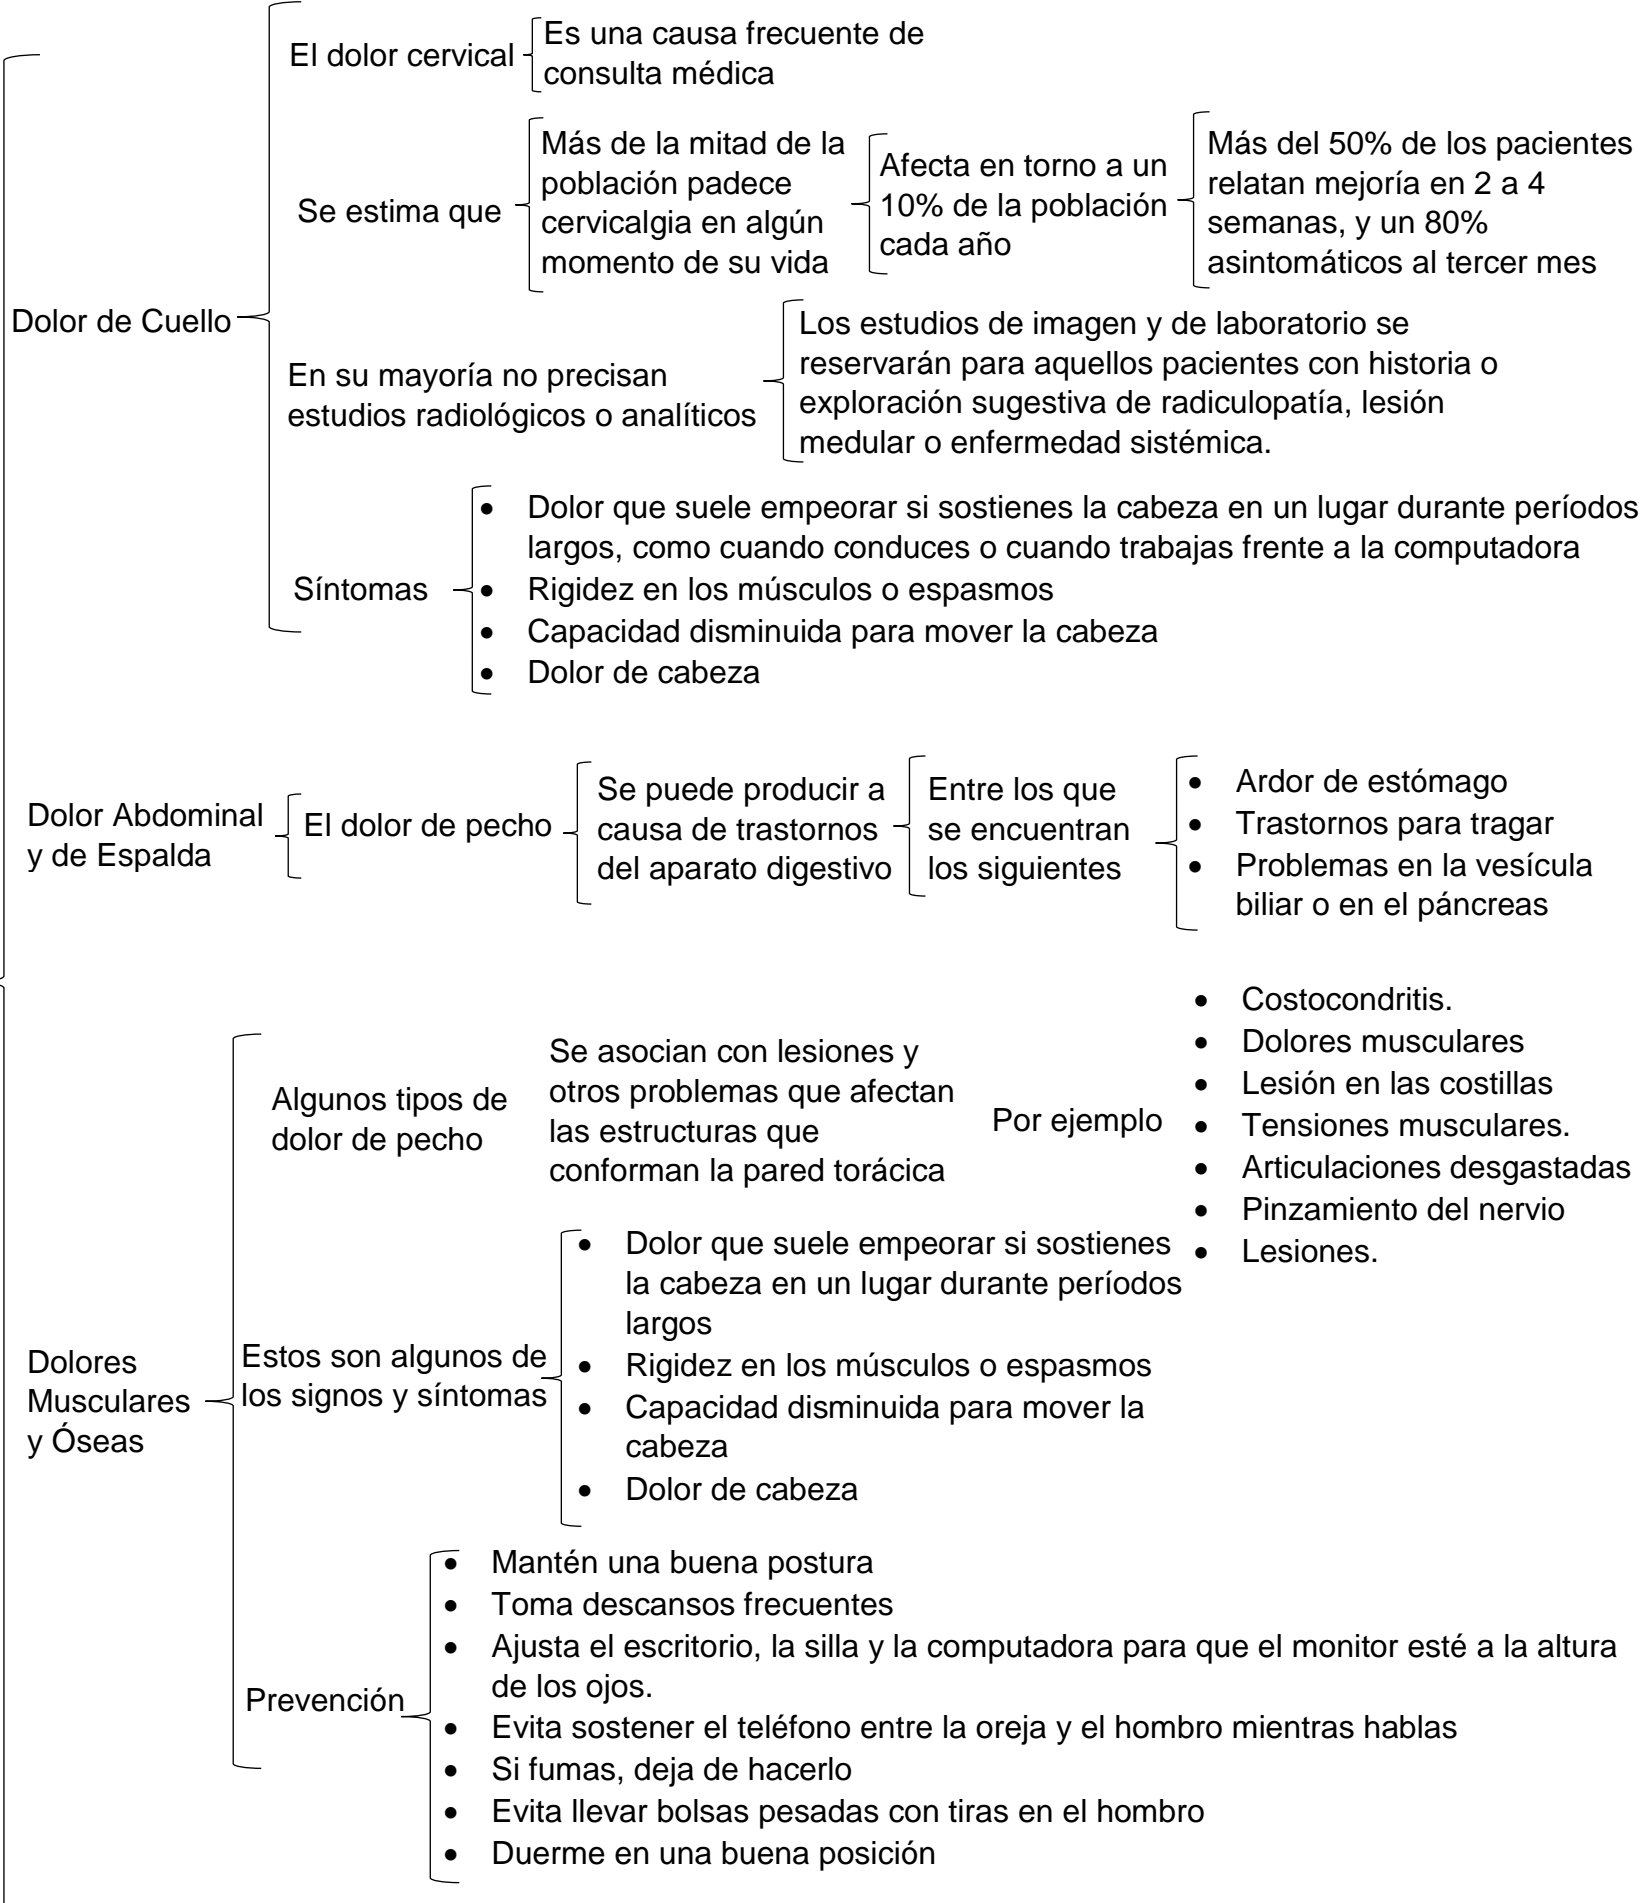 El dolor cervical
Es una causa frecuente de
consulta médica
Se estima que
Más de la mitad de la
población padece
cervicalgia en algún
momento de su vida
Afecta en torno a un
10% de la población
cada año
Más del 50% de los pacientes
relatan mejoría en 2 a 4
semanas, y un 80%
asintomáticos al tercer mes
Dolor de Cuello
En su mayoría no precisan
estudios radiológicos o analíticos
Los estudios de imagen y de laboratorio se
reservarán para aquellos pacientes con historia o
exploración sugestiva de radiculopatía, lesión
medular o enfermedad sistémica.
Síntomas
• Dolor que suele empeorar si sostienes la cabeza en un lugar durante períodos
largos, como cuando conduces o cuando trabajas frente a la computadora
• Rigidez en los músculos o espasmos
• Capacidad disminuida para mover la cabeza
• Dolor de cabeza
Dolor Abdominal
y de Espalda
El dolor de pecho
Se puede producir a
causa de trastornos
del aparato digestivo
Entre los que
se encuentran
los siguientes
• Ardor de estómago
• Trastornos para tragar
• Problemas en la vesícula
biliar o en el páncreas
Dolores
Musculares
y Óseas
Algunos tipos de
dolor de pecho
Se asocian con lesiones y
otros problemas que afectan
las estructuras que
conforman la pared torácica
Por ejemplo
• Costocondritis.
• Dolores musculares
• Lesión en las costillas
• Tensiones musculares.
• Articulaciones desgastadas
• Pinzamiento del nervio
• Lesiones.
Estos son algunos de
los signos y síntomas
• Dolor que suele empeorar si sostienes
la cabeza en un lugar durante períodos
largos
• Rigidez en los músculos o espasmos
• Capacidad disminuida para mover la
cabeza
• Dolor de cabeza
Prevención
• Mantén una buena postura
• Toma descansos frecuentes
• Ajusta el escritorio, la silla y la computadora para que el monitor esté a la altura
de los ojos.
• Evita sostener el teléfono entre la oreja y el hombro mientras hablas
• Si fumas, deja de hacerlo
• Evita llevar bolsas pesadas con tiras en el hombro
• Duerme en una buena posición